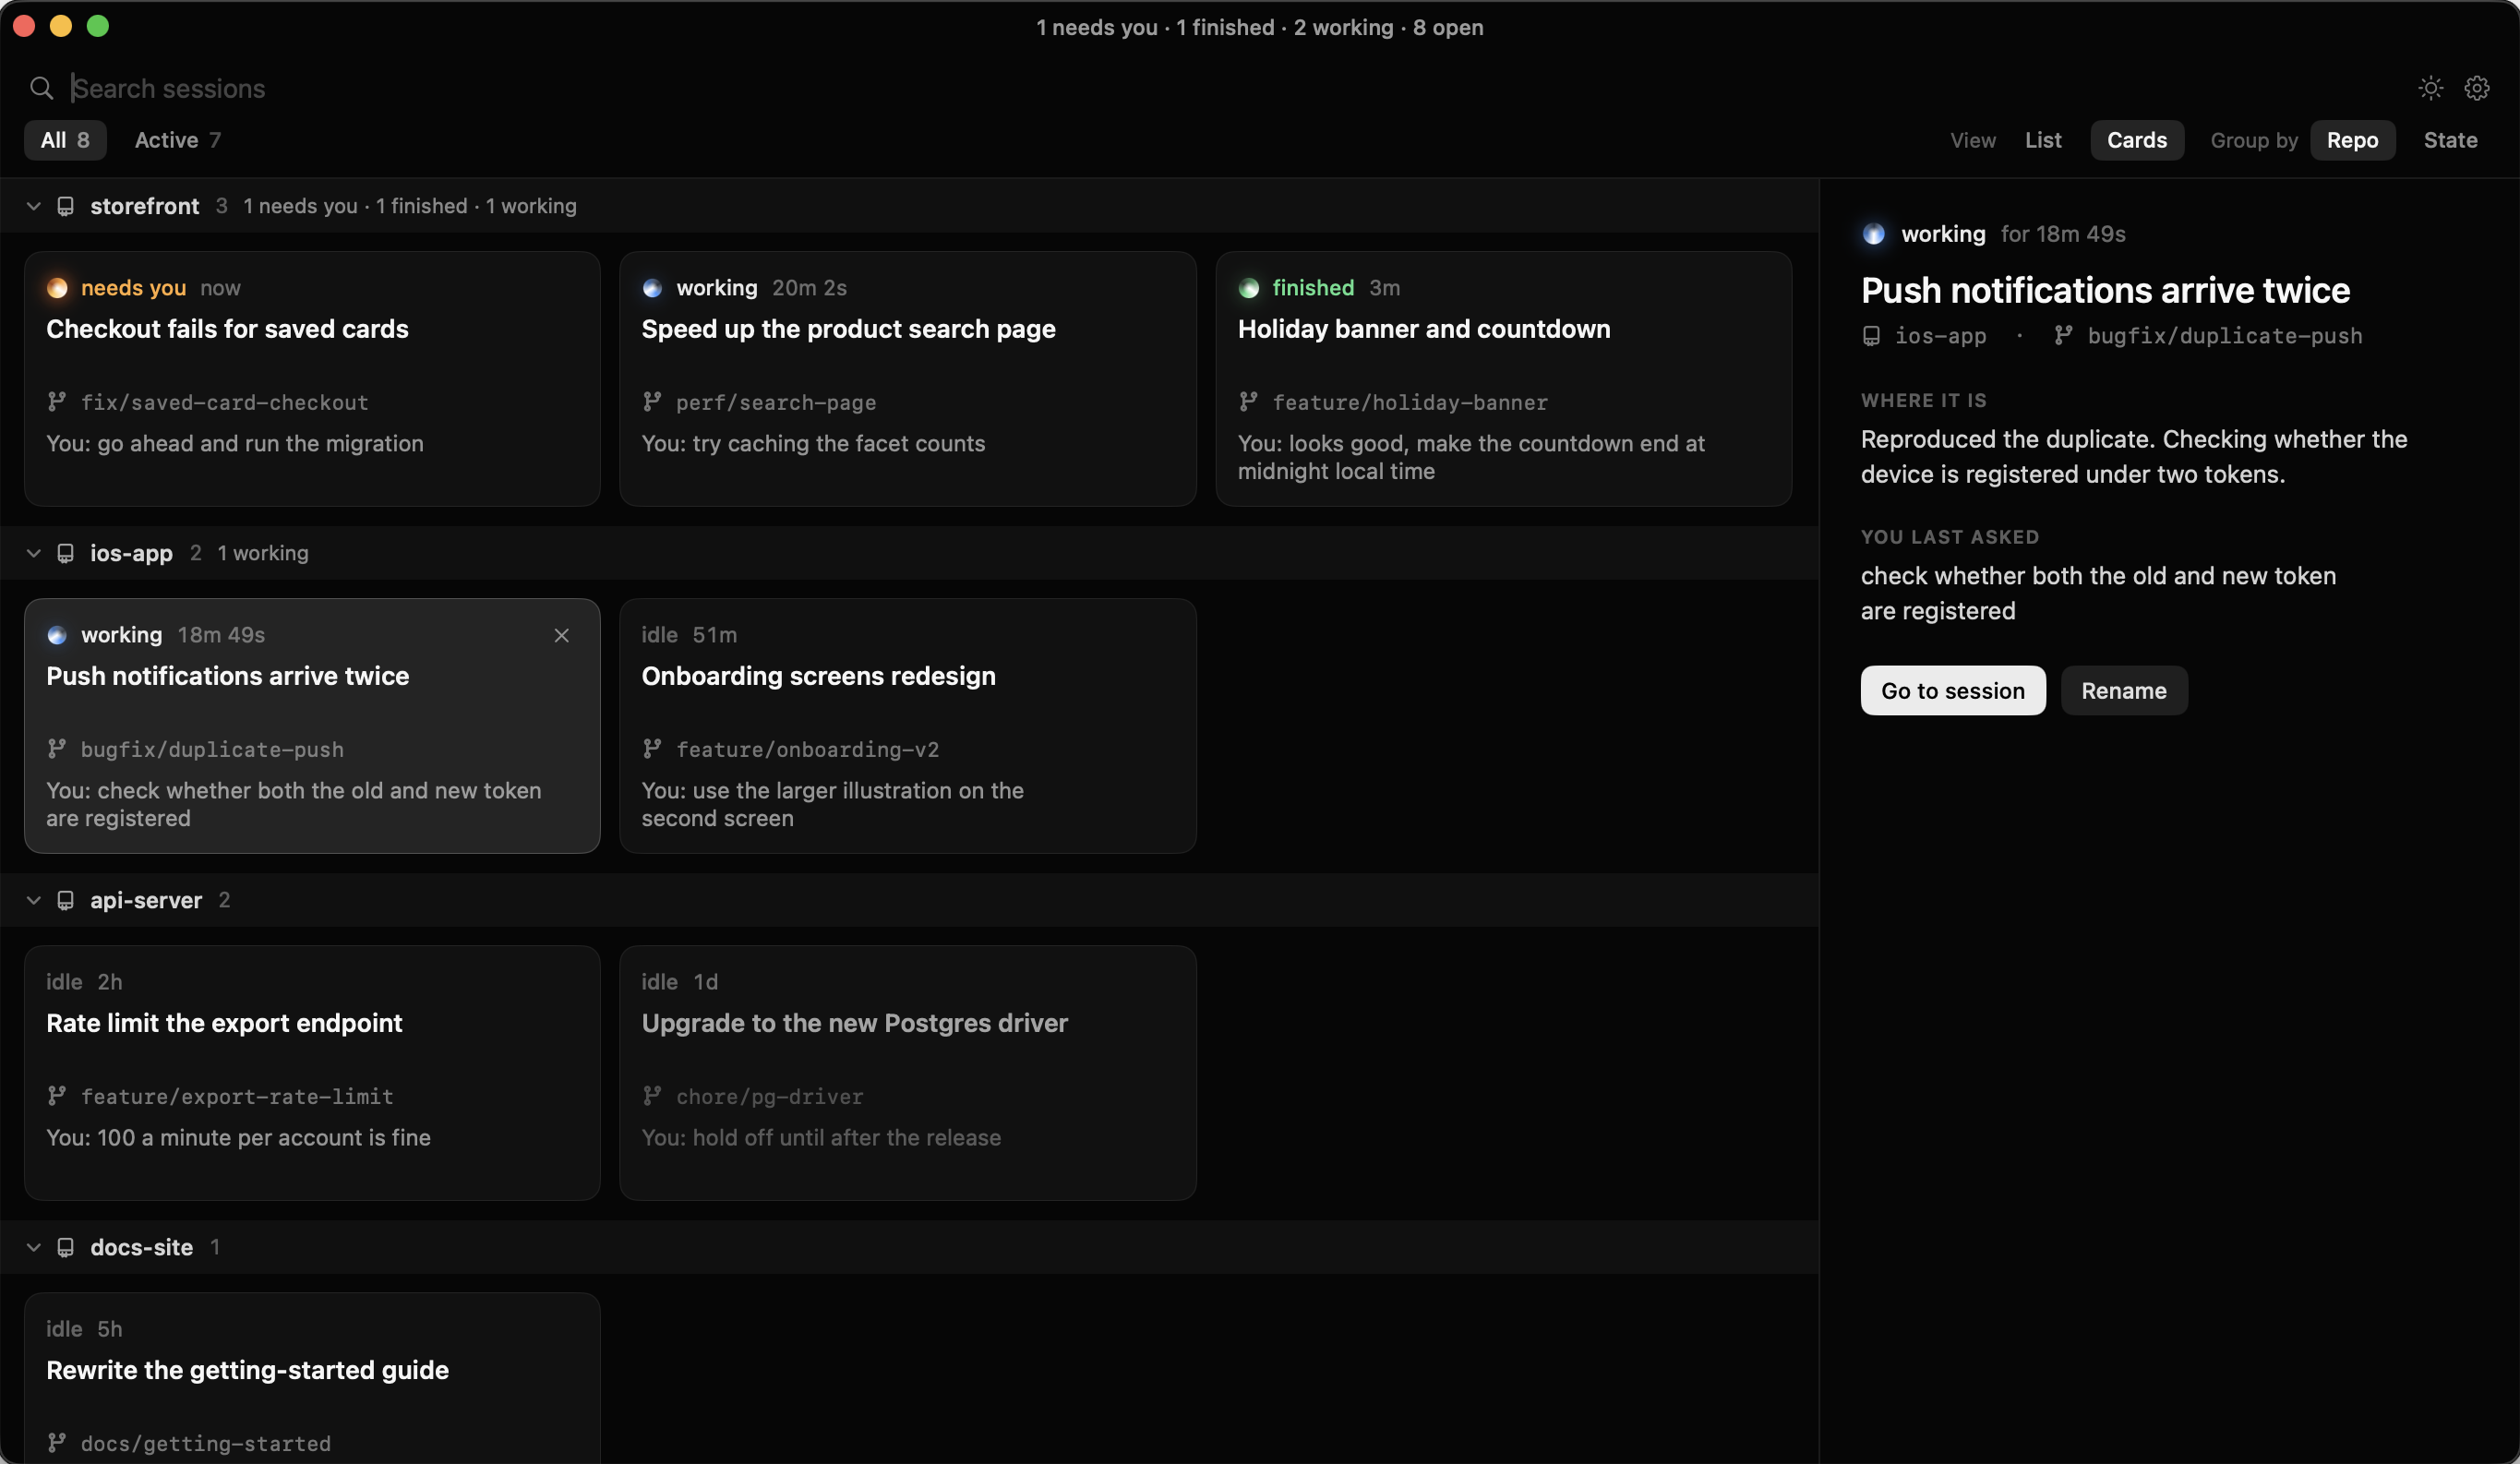 1 needs you · 1 finished · 2 working · 8 open
Search sessions
All 8 Active 7
View List Cards Group by Repo State
storefront 3 1 needs you · 1 finished · 1 working
needs you now
Checkout fails for saved cards
fix/saved-card-checkout
You: go ahead and run the migration
working 20m 2s
Speed up the product search page
perf/search-page
You: try caching the facet counts
finished 3m
Holiday banner and countdown
feature/holiday-banner
You: looks good, make the countdown end at
midnight local time
ios-app 2 1 working
working 18m 49s
Push notifications arrive twice
bugfix/duplicate-push
You: check whether both the old and new token
are registered
idle 51m
Onboarding screens redesign
feature/onboarding-v2
You: use the larger illustration on the
second screen
api-server 2
idle 2h
Rate limit the export endpoint
feature/export-rate-limit
You: 100 a minute per account is fine
idle 1d
Upgrade to the new Postgres driver
chore/pg-driver
You: hold off until after the release
docs-site 1
idle 5h
Rewrite the getting-started guide
docs/getting-started
working for 18m 49s
Push notifications arrive twice
ios-app · bugfix/duplicate-push
WHERE IT IS
Reproduced the duplicate. Checking whether the
device is registered under two tokens.
YOU LAST ASKED
check whether both the old and new token
are registered
Go to session Rename